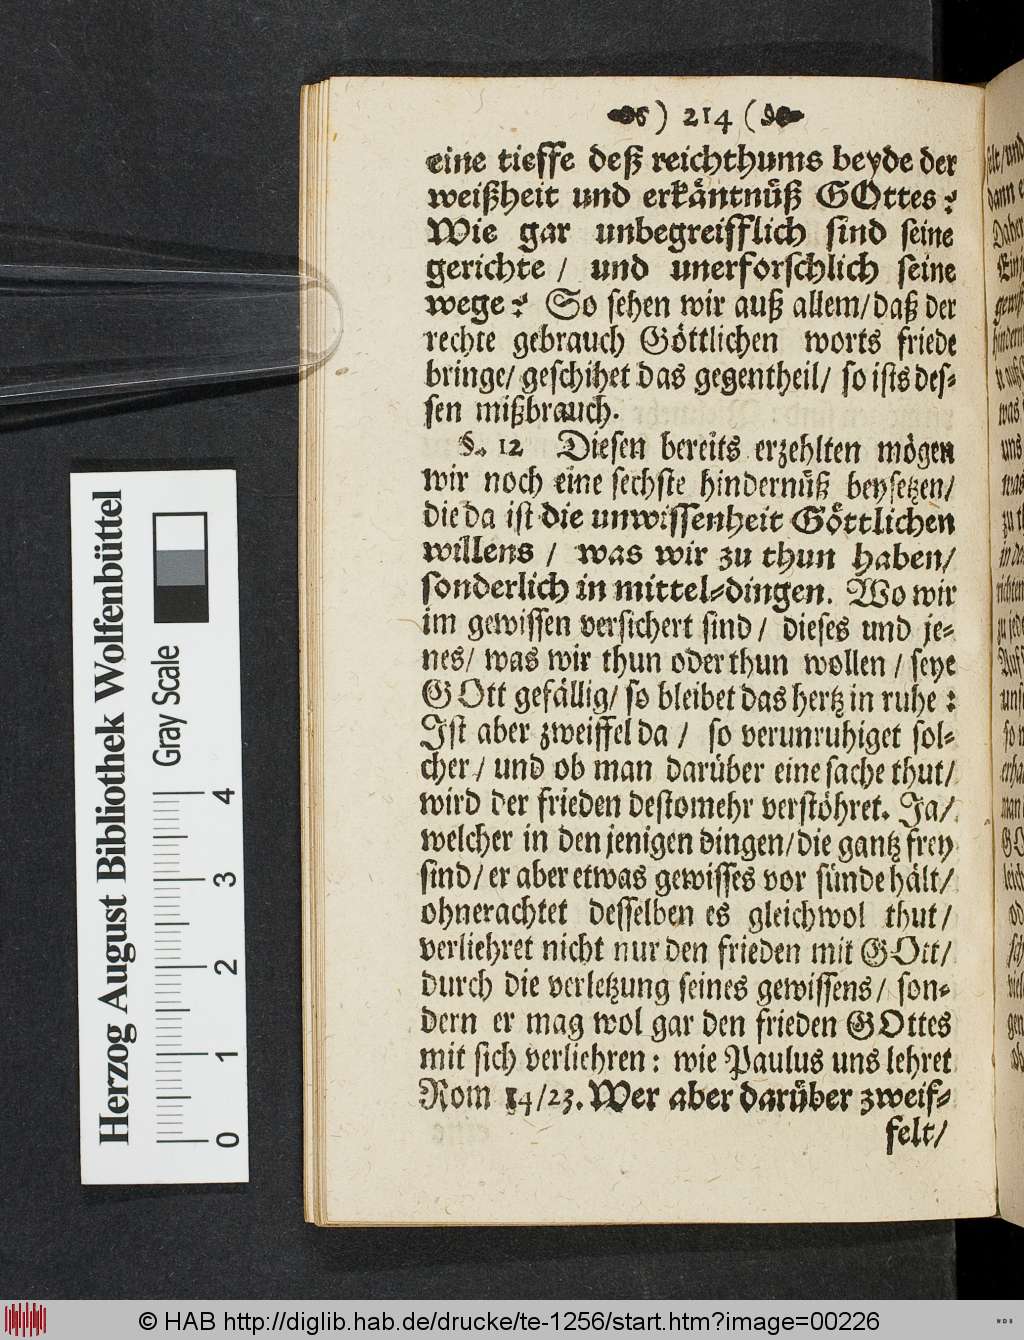 ) 214 (
eine tieffe deß reichthums beyde der
weißheit und erkäntnüß GOttes?
Wie gar unbegreifflich sind seine
gerichte / und unerforschlich seine
wege? So sehen wir auß allem/ daß der
rechte gebrauch Göttlichen worts friede
bringe/ geschihet das gegentheil/ so ists des-
sen mißbrauch.
§. 12 Diesen bereits erzehlten mögen
wir noch eine sechste hindernüß beysetzen/
die da ist die unwissenheit Göttlichen
willens / was wir zu thun haben/
sonderlich in mittel-dingen. Wo wir
im gewissen versichert sind / dieses und je-
nes/ was wir thun oder thun wollen / seye
GOtt gefällig/ so bleibet das hertz in ruhe:
Ist aber zweiffel da / so verunruhiget sol-
cher / und ob man darüber eine sache thut/
wird der frieden destomehr verstöhret. Ja/
welcher in denjenigen dingen/ die gantz frey
sind/ er aber etwas gewisses vor sünde hält/
ohnerachtet desselben es gleichwol thut/
verliehret nicht nur den frieden mit GOtt/
durch die verletzung seines gewissens/ son-
dern er mag wol gar den frieden GOttes
mit sich verliehren: wie Paulus uns lehret
Rom 14/23. Wer aber darüber zweif-
felt/
Herzog August Bibliothek Wolfenbüttel
Gray Scale
0 1 2 3 4
© HAB http://diglib.hab.de/drucke/te-1256/start.htm?image=00226